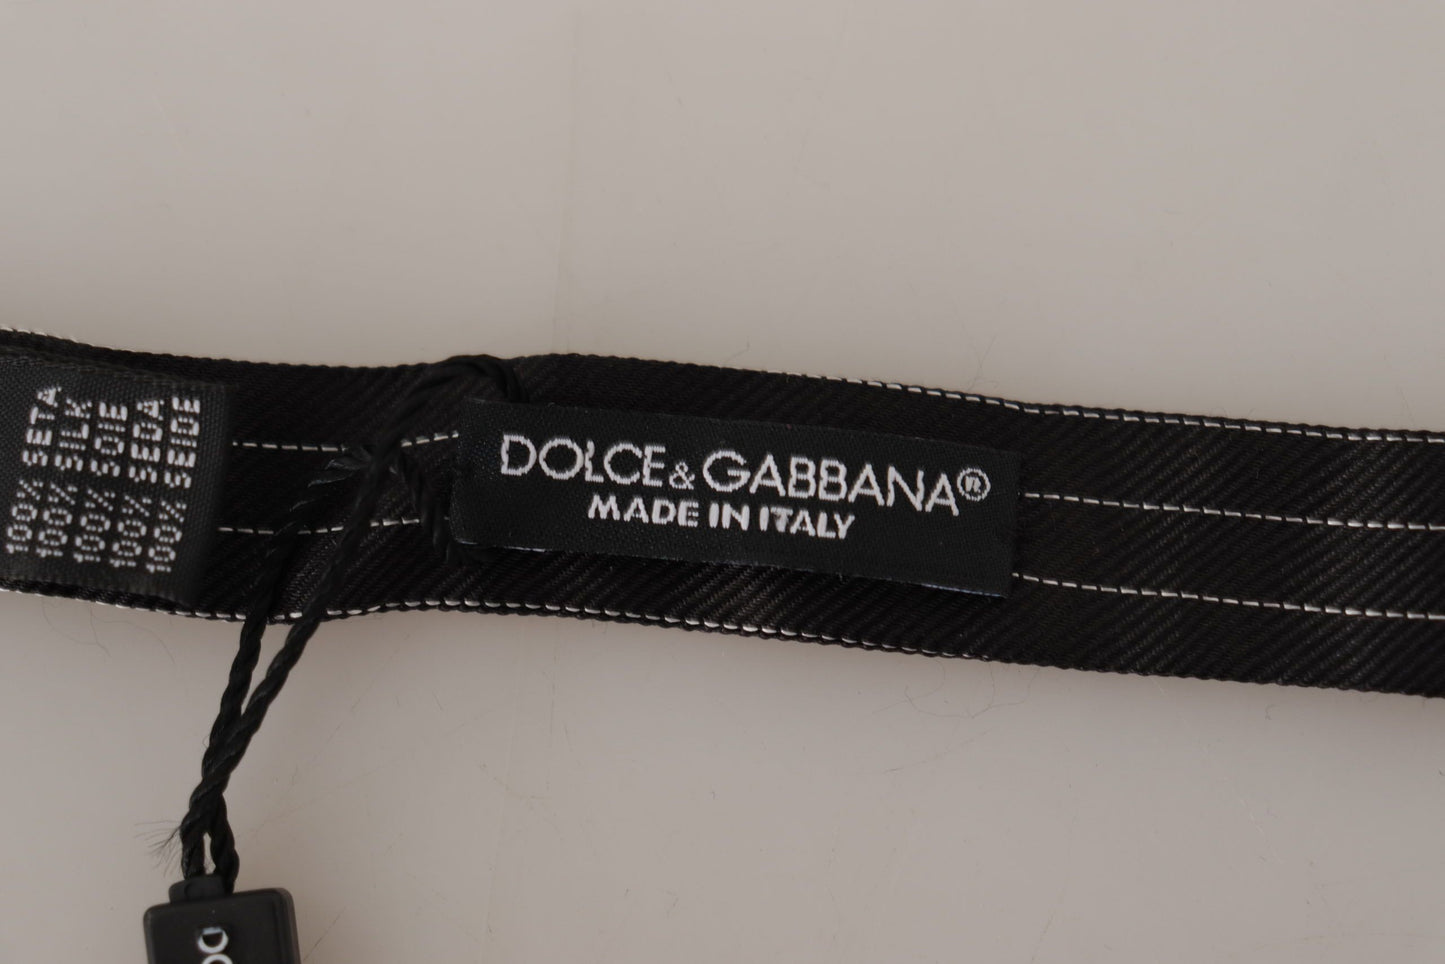 100% SETA
100% SILK
100% SOIE
100% SEDA
100% SEIDE
DOLCE & GABBANA®
MADE IN ITALY